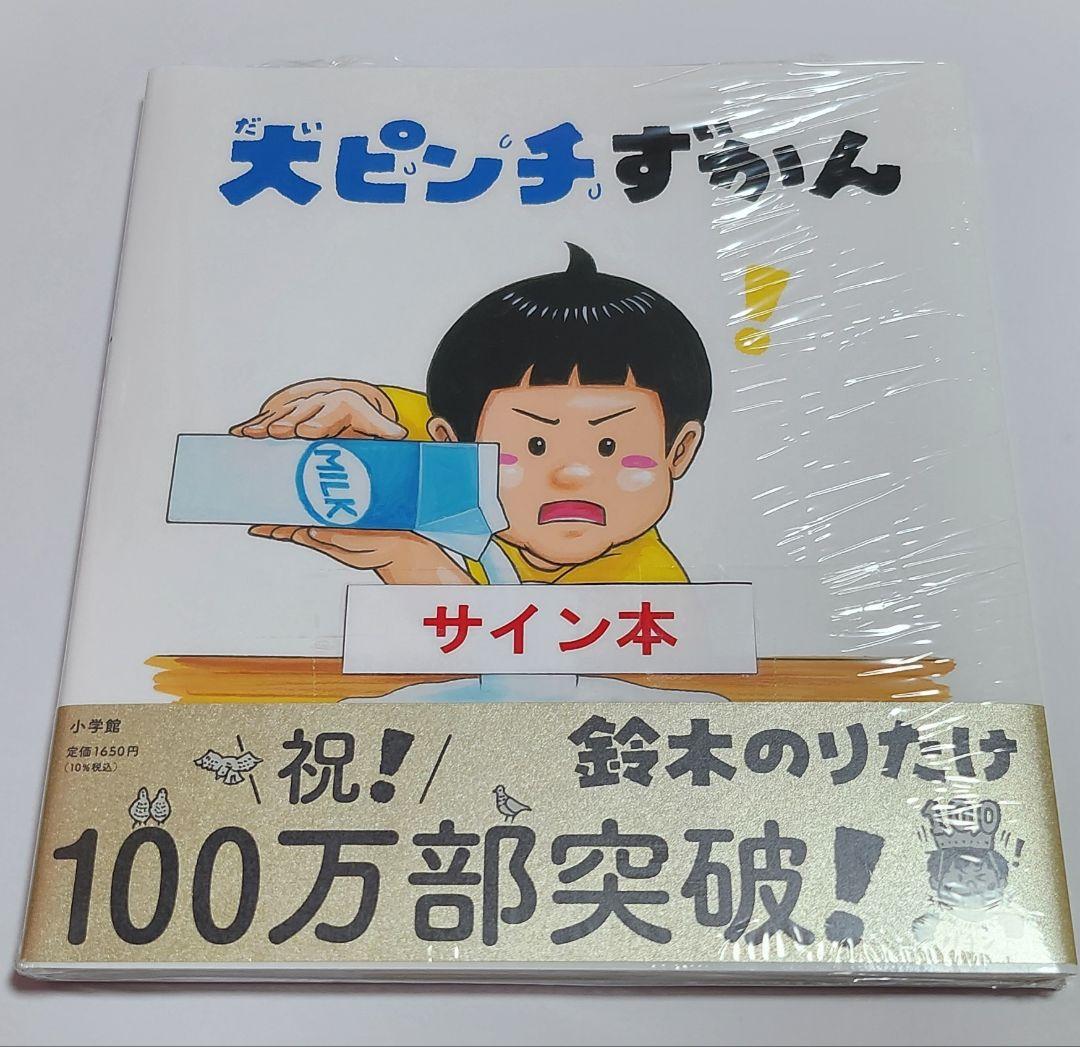 だい
大ピンチずかん
!
MILK
サイン本
小学館
定価1650円
(10%税込)
祝!
鈴木のりたけ
100
!
100万部突破!